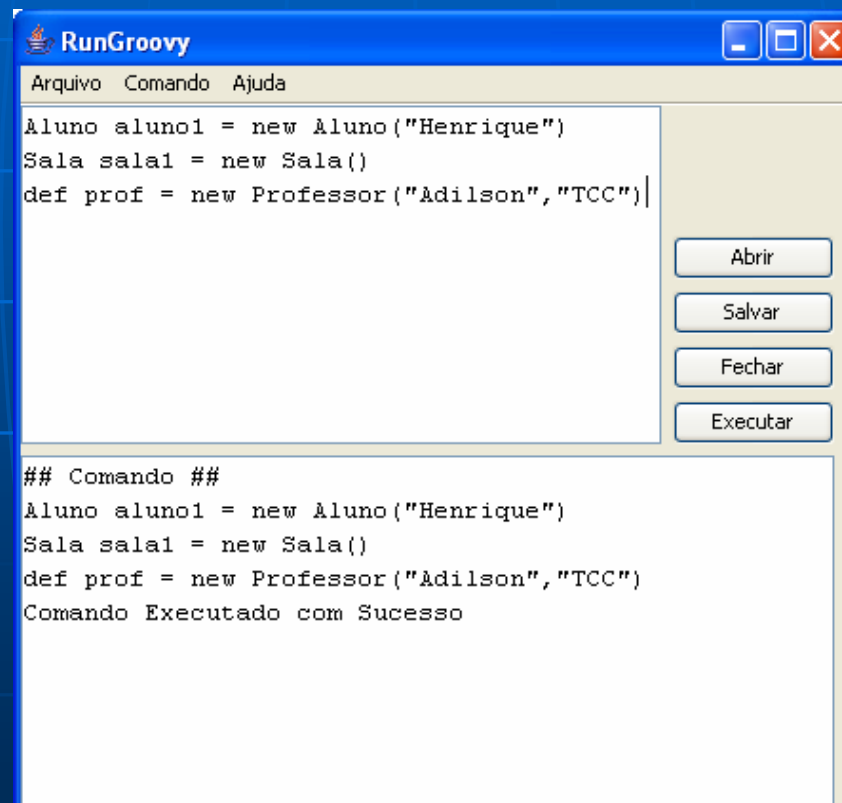 RunGroovy
Arquivo Comando Ajuda
Aluno aluno1 = new Aluno("Henrique")
Sala sala1 = new Sala()
def prof = new Professor("Adilson","TCC")
Abrir
Salvar
Fechar
Executar
## Comando ##
Aluno aluno1 = new Aluno("Henrique")
Sala sala1 = new Sala()
def prof = new Professor("Adilson","TCC")
Comando Executado com Sucesso